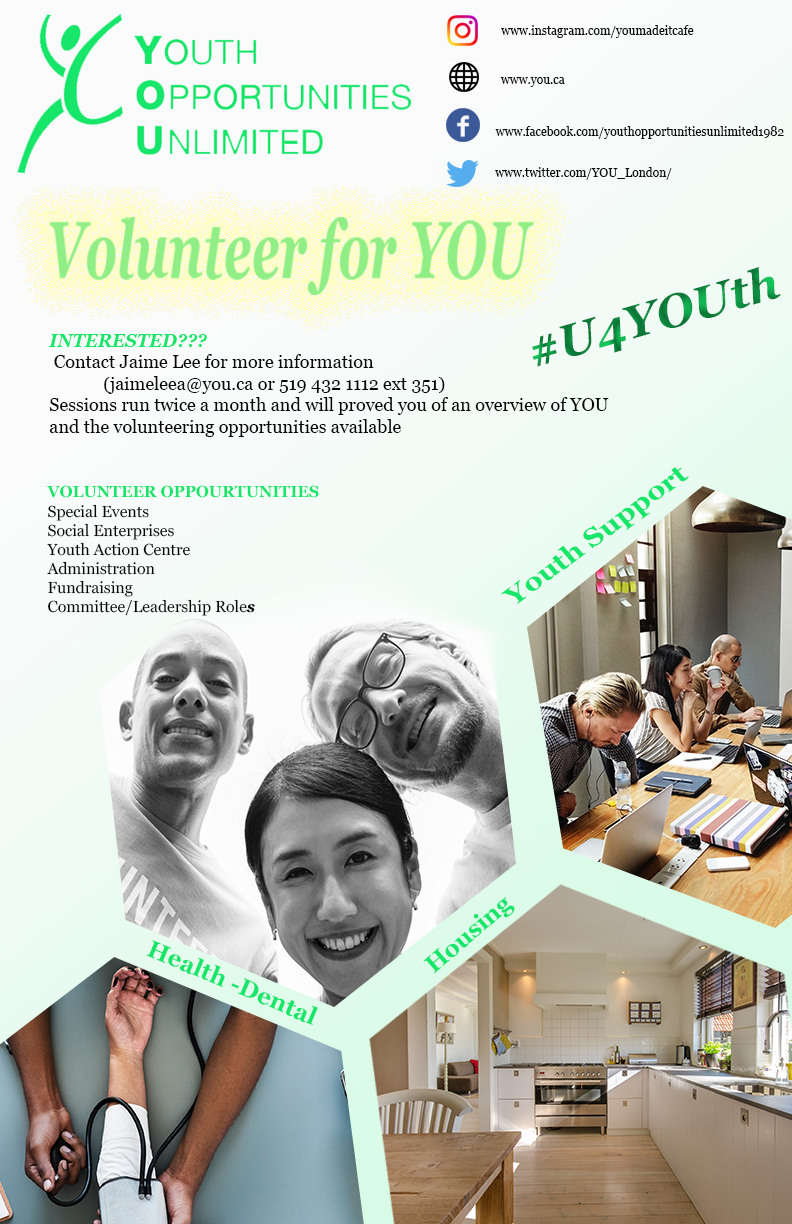 YOUTH
OPPORTUNITIES
UNLIMITED
www.instagram.com/youmadeitcafe
www.you.ca
www.facebook.com/youthopportunitiesunlimited1982
www.twitter.com/YOU_London/
Volunteer for YOU
#U4YOUth
INTERESTED???
Contact Jaime Lee for more information
(jaimeleea@you.ca or 519 432 1112 ext 351)
Sessions run twice a month and will proved you of an overview of YOU
and the volunteering opportunities available
VOLUNTEER OPPOURTUNITIES
Special Events
Social Enterprises
Youth Action Centre
Administration
Fundraising
Committee/Leadership Roles
Youth Support
Housing
Health -Dental